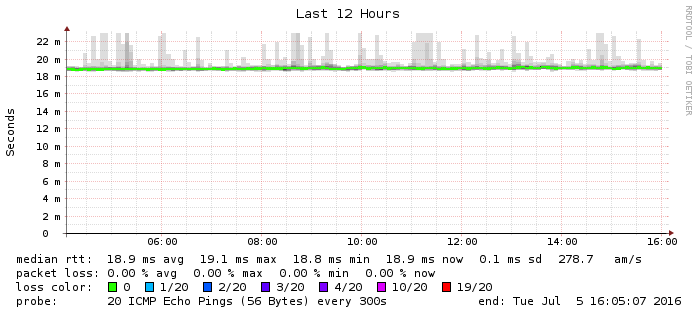 Last 12 Hours
RRDTOOL / TOBI OETIKER
Seconds
22 m
20 m
18 m
16 m
14 m
12 m
10 m
8 m
6 m
4 m
2 m
0
06:00 08:00 10:00 12:00 14:00 16:00
median rtt: 18.9 ms avg 19.1 ms max 18.8 ms min 18.9 ms now 0.1 ms sd 278.7 am/s
packet loss: 0.00 % avg 0.00 % max 0.00 % min 0.00 % now
loss color: 0 1/20 2/20 3/20 4/20 10/20 19/20
probe: 20 ICMP Echo Pings (56 Bytes) every 300s end: Tue Jul 5 16:05:07 2016